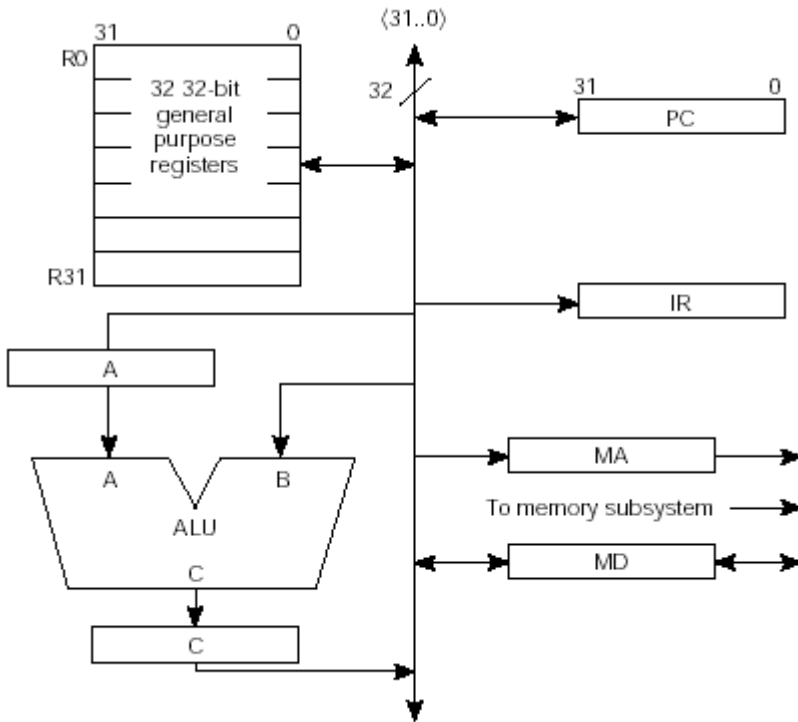 ⟨31..0⟩
31 0
R0
32 32-bit
general
purpose
registers
R31
32
31 0
PC
IR
A
A B
ALU
C
C
MA
To memory subsystem
MD